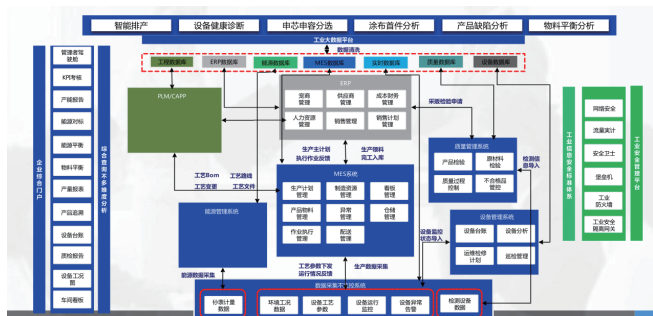 智能排产
设备健康诊断
电芯电容分选
涂布首件分析
产品缺陷分析
物料平衡分析
工业大数据平台
数据清洗
工程数据库
ERP数据库
能源数据库
MES数据库
实时数据库
质量数据库
设备数据库
企业综合门户
管理者驾
驶舱
KPI考核
产能报告
能源对标
能源平衡
物料平衡
产量报表
产品追溯
设备台账
质检报告
设备工况
图
车间看板
综合查询及多维度分析
PLM/CAPP
ERP
供应商
管理
成本财务
管理
人力资源
管理
销售管理
销售计划
管理
采购检验申请
生产主计划
执行作业反馈
生产领料
完工入库
质量管理系统
产品检验
原材料
检验
质量过程
控制
不合格品
管控
检测信
息导入
工艺Bom
工艺路线
工艺变更
工艺文件
MES系统
生产计划
管理
制造资源
管理
看板
管理
产品物料
管理
异常
管理
仓储
管理
作业执行
管理
配送
管理
能源管理系统
设备管理系统
设备台账
设备分析
运维检修
计划
巡检管理
设备监控
状态导入
能源数据采集
工艺参数下发
运行情况反馈
生产数据采集
数据采集与监控系统
仪表计量
数据
环境工况
数据
设备工艺
参数
设备运行
监控
设备异常
告警
检测设备
数据
工业信息安全标准体系
网络安全
流量审计
安全卫士
堡垒机
工业
防火墙
工业安全
隔离网关
工业安全管理平台